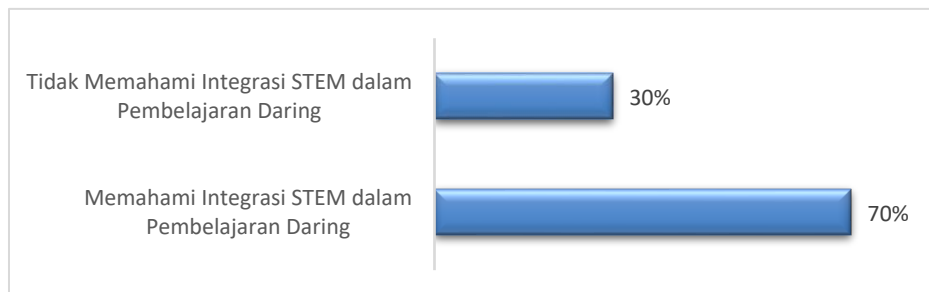 Tidak Memahami Integrasi STEM dalam
Pembelajaran Daring
30%
Memahami Integrasi STEM dalam
Pembelajaran Daring
70%